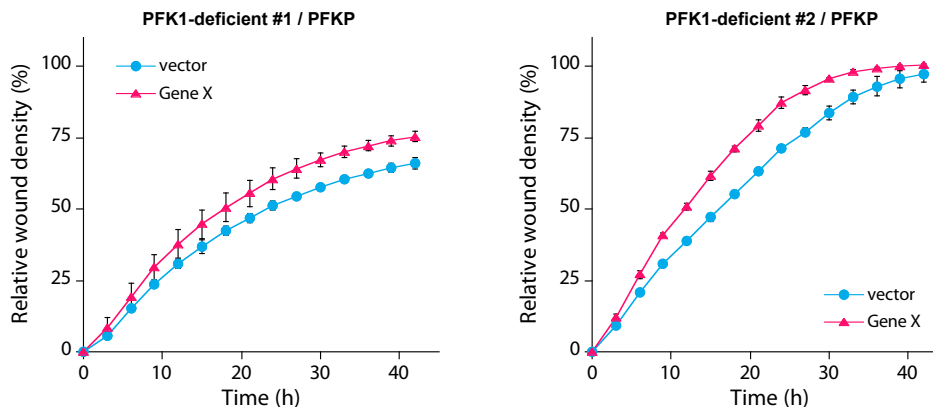 PFK1-deficient #1 / PFKP
Relative wound density (%)
100
75
50
25
0
vector
Gene X
0
10
20
30
40
Time (h)
PFK1-deficient #2 / PFKP
Relative wound density (%)
100
75
50
25
0
vector
Gene X
0
10
20
30
40
Time (h)